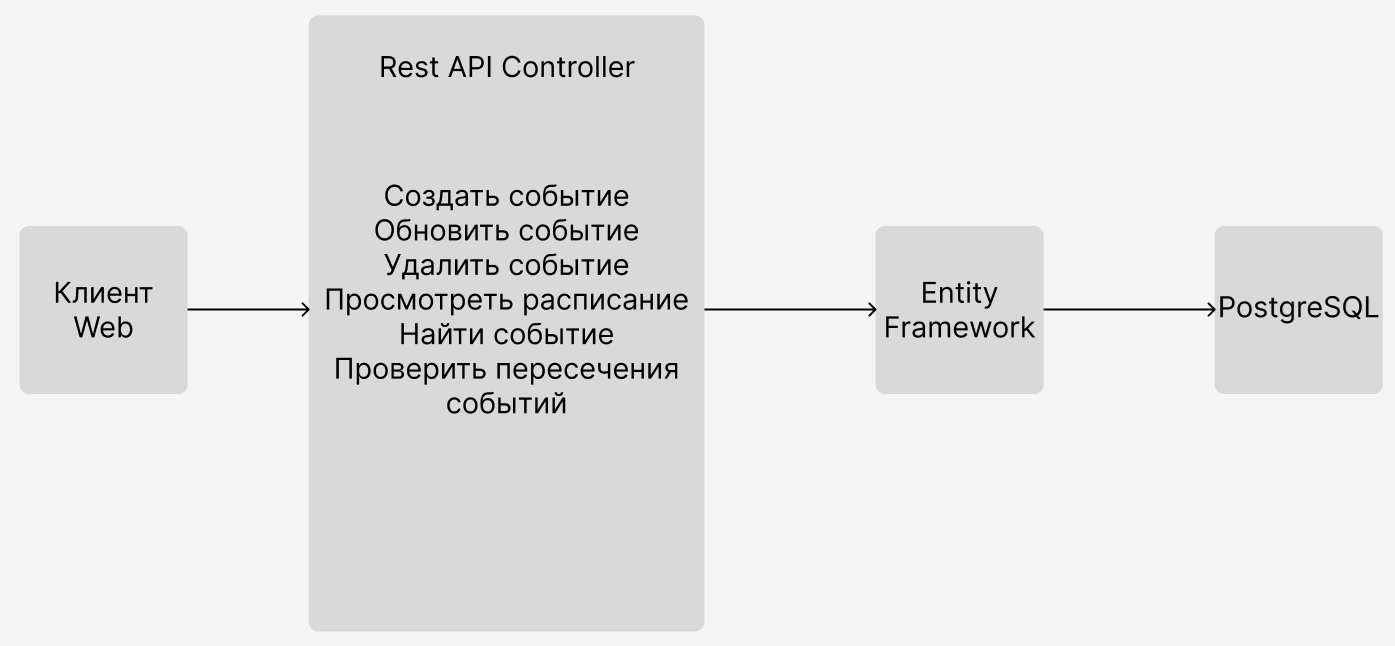 Rest API Controller
Создать событие
Обновить событие
Удалить событие
Просмотреть расписание
Найти событие
Проверить пересечения
событий
Клиент
Web
Entity
Framework
PostgreSQL